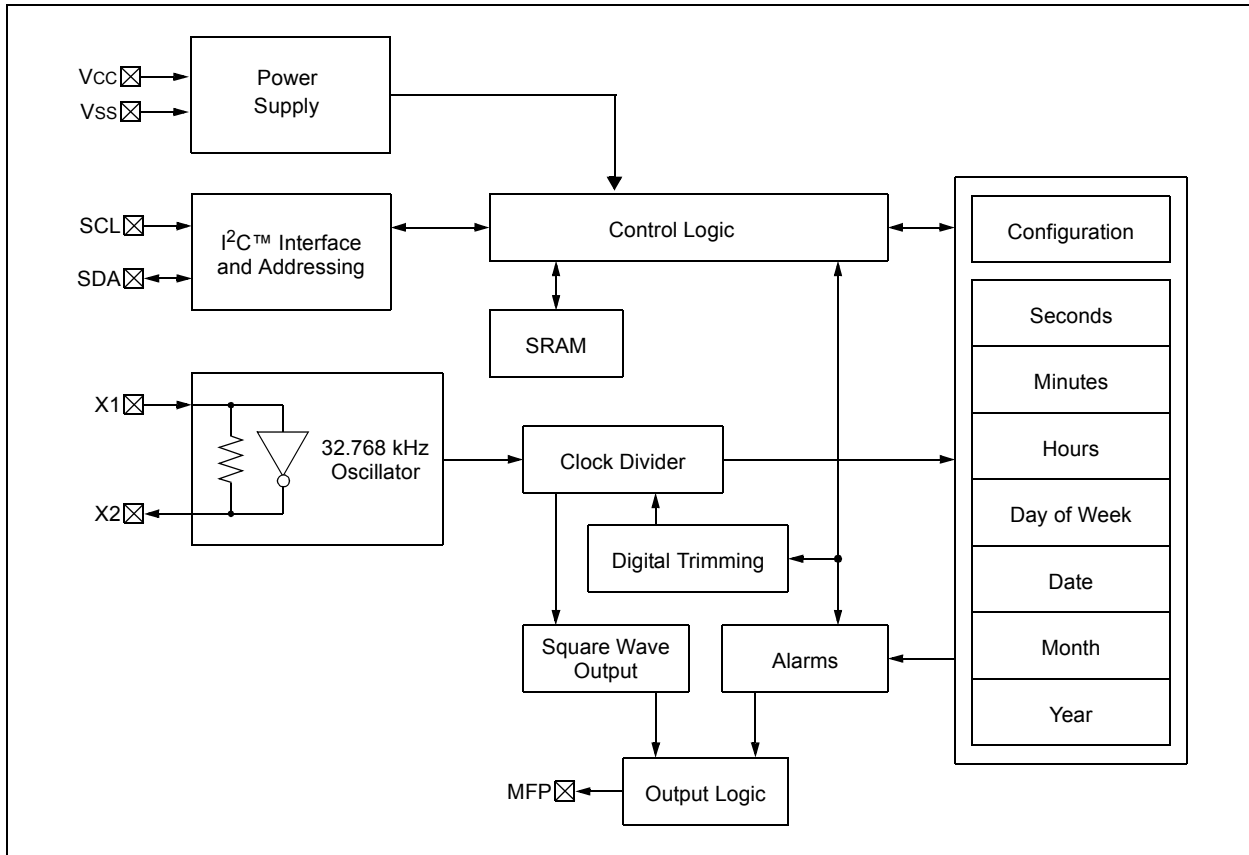 VCC
VSS
Power
Supply
SCL
SDA
I²C™ Interface
and Addressing
Control Logic
Configuration
SRAM
Seconds
Minutes
Hours
Day of Week
Date
Month
Year
X1
X2
32.768 kHz
Oscillator
Clock Divider
Digital Trimming
Square Wave
Output
Alarms
MFP
Output Logic